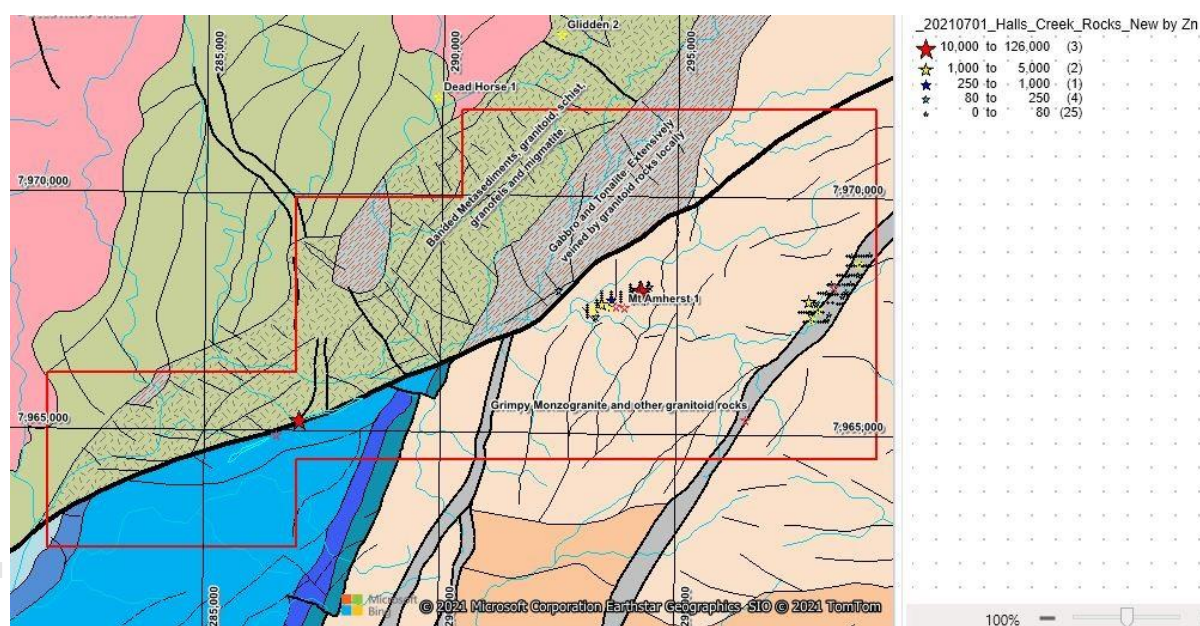 _20210701_Halls_Creek_Rocks_New by Zn
10,000 to 126,000 (3)
1,000 to 5,000 (2)
250 to 1,000 (1)
80 to 250 (4)
0 to 80 (25)
Glidden 2
285,000
290,000
295,000
Dead Horse 1
Banded Metasediments, granitoid, schist,
granofels and migmatite.
Gabbro and Tonalite. Extensively
veined by granitoid rocks locally
7,970,000
7,970,000
Mt Amherst 1
Grimpy Monzogranite and other granitoid rocks
7,965,000
7,965,000
285,000
Microsoft
Bing
© 2021 Microsoft Corporation Earthstar Geographics SIO © 2021 TomTom
100%